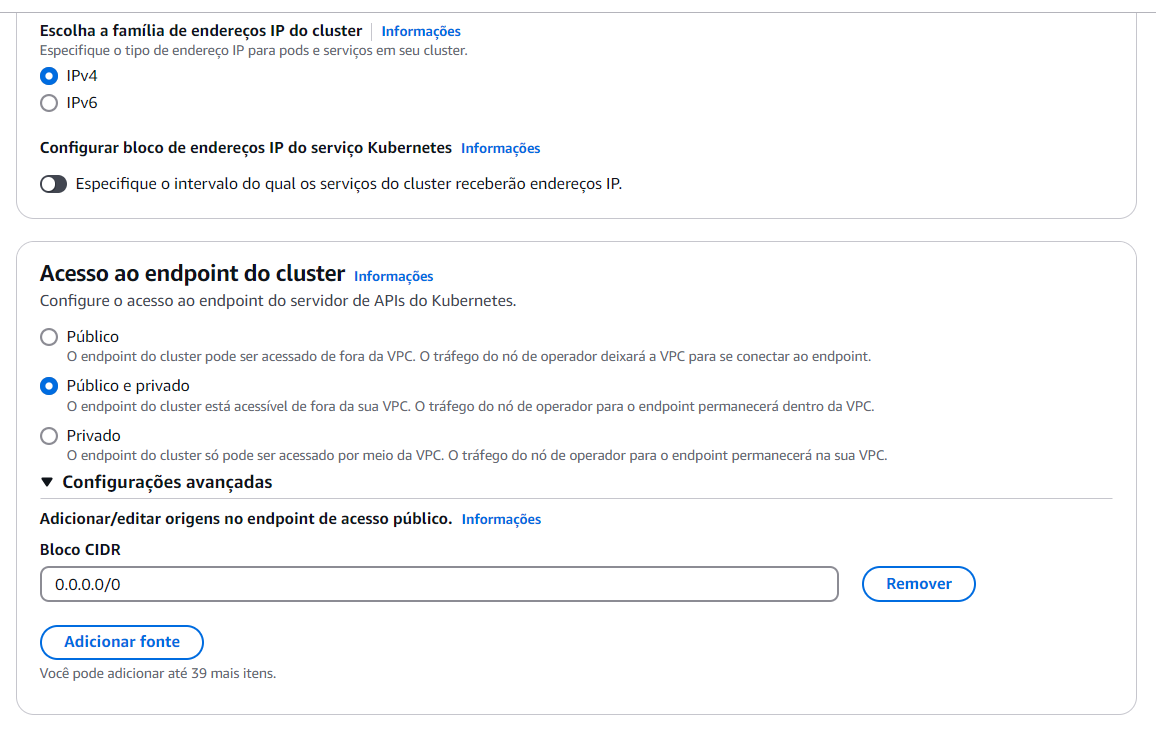 Escolha a família de endereços IP do cluster | Informações
Especifique o tipo de endereço IP para pods e serviços em seu cluster.
IPv4
IPv6
Configurar bloco de endereços IP do serviço Kubernetes Informações
Especifique o intervalo do qual os serviços do cluster receberão endereços IP.
Acesso ao endpoint do cluster Informações
Configure o acesso ao endpoint do servidor de APIs do Kubernetes.
Público
O endpoint do cluster pode ser acessado de fora da VPC. O tráfego do nó de operador deixará a VPC para se conectar ao endpoint.
Público e privado
O endpoint do cluster está acessível de fora da sua VPC. O tráfego do nó de operador para o endpoint permanecerá dentro da VPC.
Privado
O endpoint do cluster só pode ser acessado por meio da VPC. O tráfego do nó de operador para o endpoint permanecerá na sua VPC.
Configurações avançadas
Adicionar/editar origens no endpoint de acesso público. Informações
Bloco CIDR
0.0.0.0/0 Remover
Adicionar fonte
Você pode adicionar até 39 mais itens.